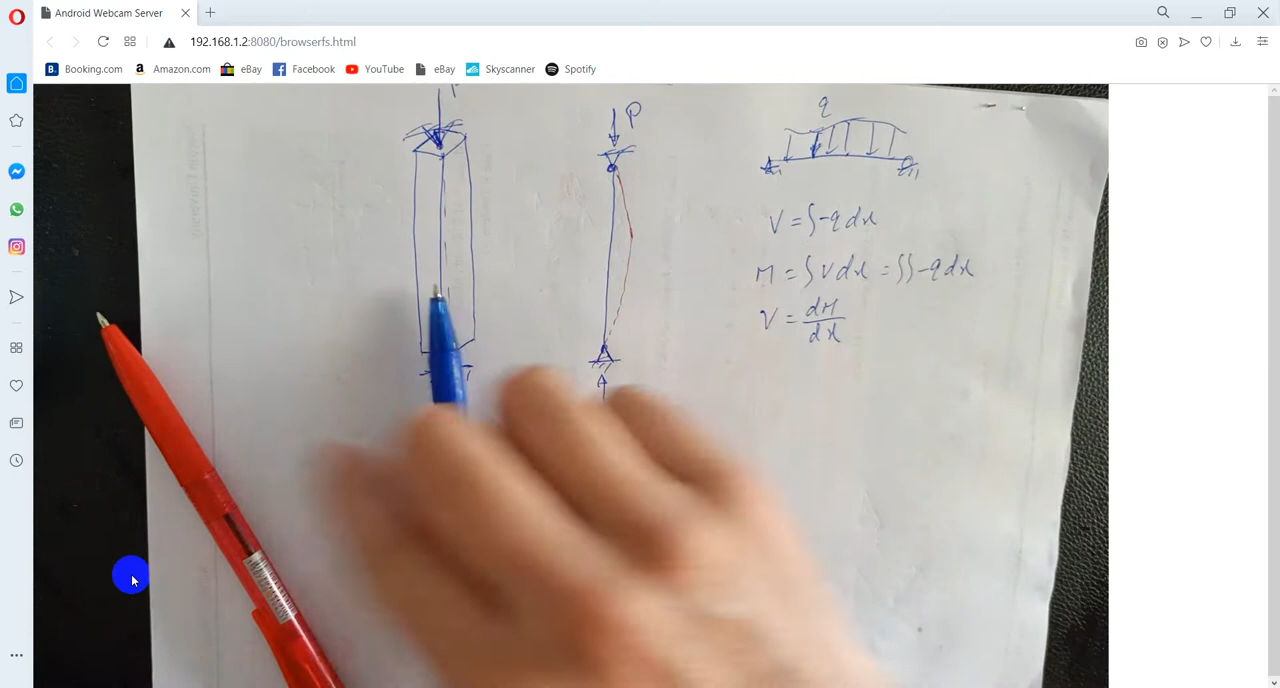 Android Webcam Server
192.168.1.2:8080/browserfs.html
Booking.com
Amazon.com
eBay
Facebook
YouTube
eBay
Skyscanner
Spotify
P
q
V = ∫-q dx
M = ∫V dx = ∫∫-q dx
V = dM/dx